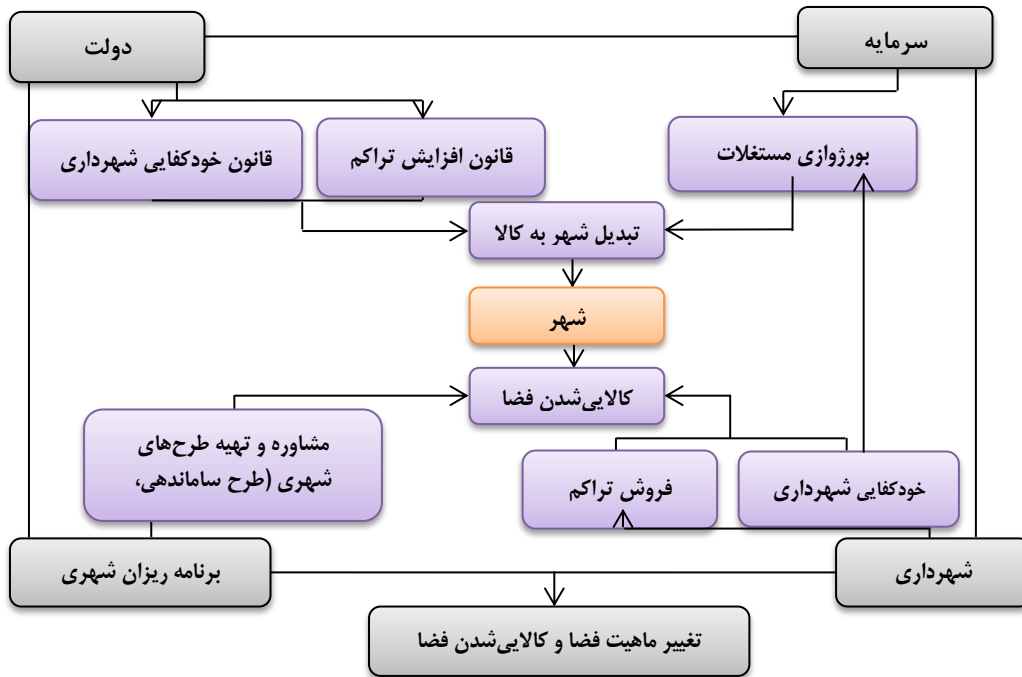 سرمایه
دولت
بورژوازی مستغلات
قانون افزایش تراکم
قانون خودکفایی شهرداری
تبدیل شهر به کالا
شهر
کالایی‌شدن فضا
مشاوره و تهیه طرح‌های
شهری (طرح ساماندهی،
خودکفایی شهرداری
فروش تراکم
شهرداری
برنامه ریزان شهری
تغییر ماهیت فضا و کالایی‌شدن فضا